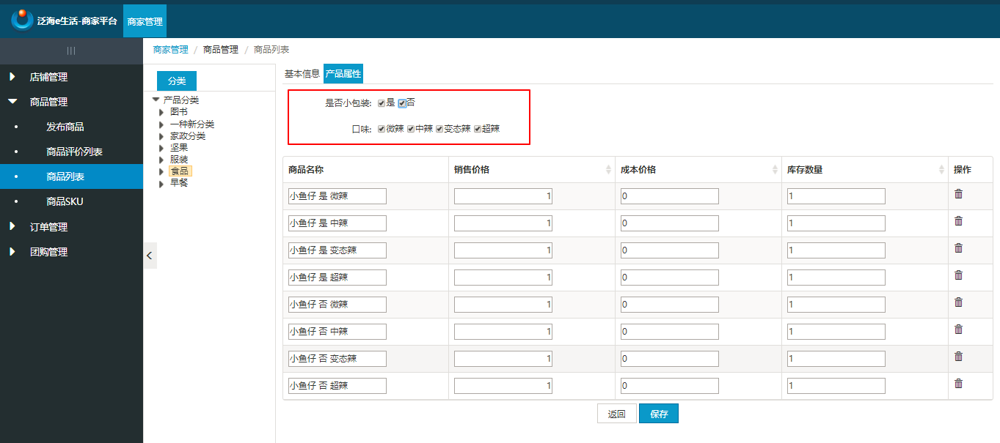 泛海e生活-商家平台 商家管理
商家管理 / 商品管理 / 商品列表
店铺管理
商品管理
发布商品
商品评价列表
商品列表
商品SKU
订单管理
团购管理
分类
产品分类
图书
一种新分类
家政分类
坚果
服装
食品
早餐
基本信息 产品属性
是否小包装: 是 否
口味: 微辣 中辣 变态辣 超辣
商品名称 销售价格 成本价格 库存数量 操作
小鱼仔 是 微辣 1 0 1
小鱼仔 是 中辣 1 0 1
小鱼仔 是 变态辣 1 0 1
小鱼仔 是 超辣 1 0 1
小鱼仔 否 微辣 1 0 1
小鱼仔 否 中辣 1 0 1
小鱼仔 否 变态辣 1 0 1
小鱼仔 否 超辣 1 0 1
返回 保存